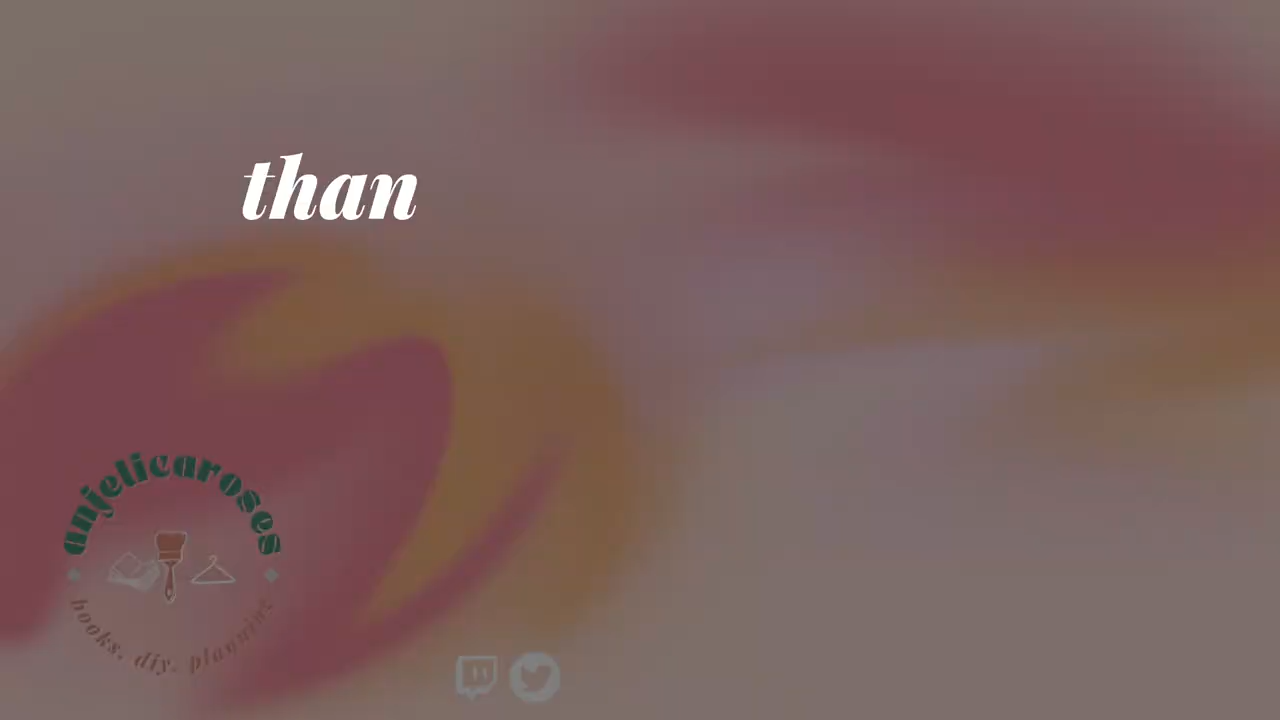 than
anjelicaroses
books. diy. planning